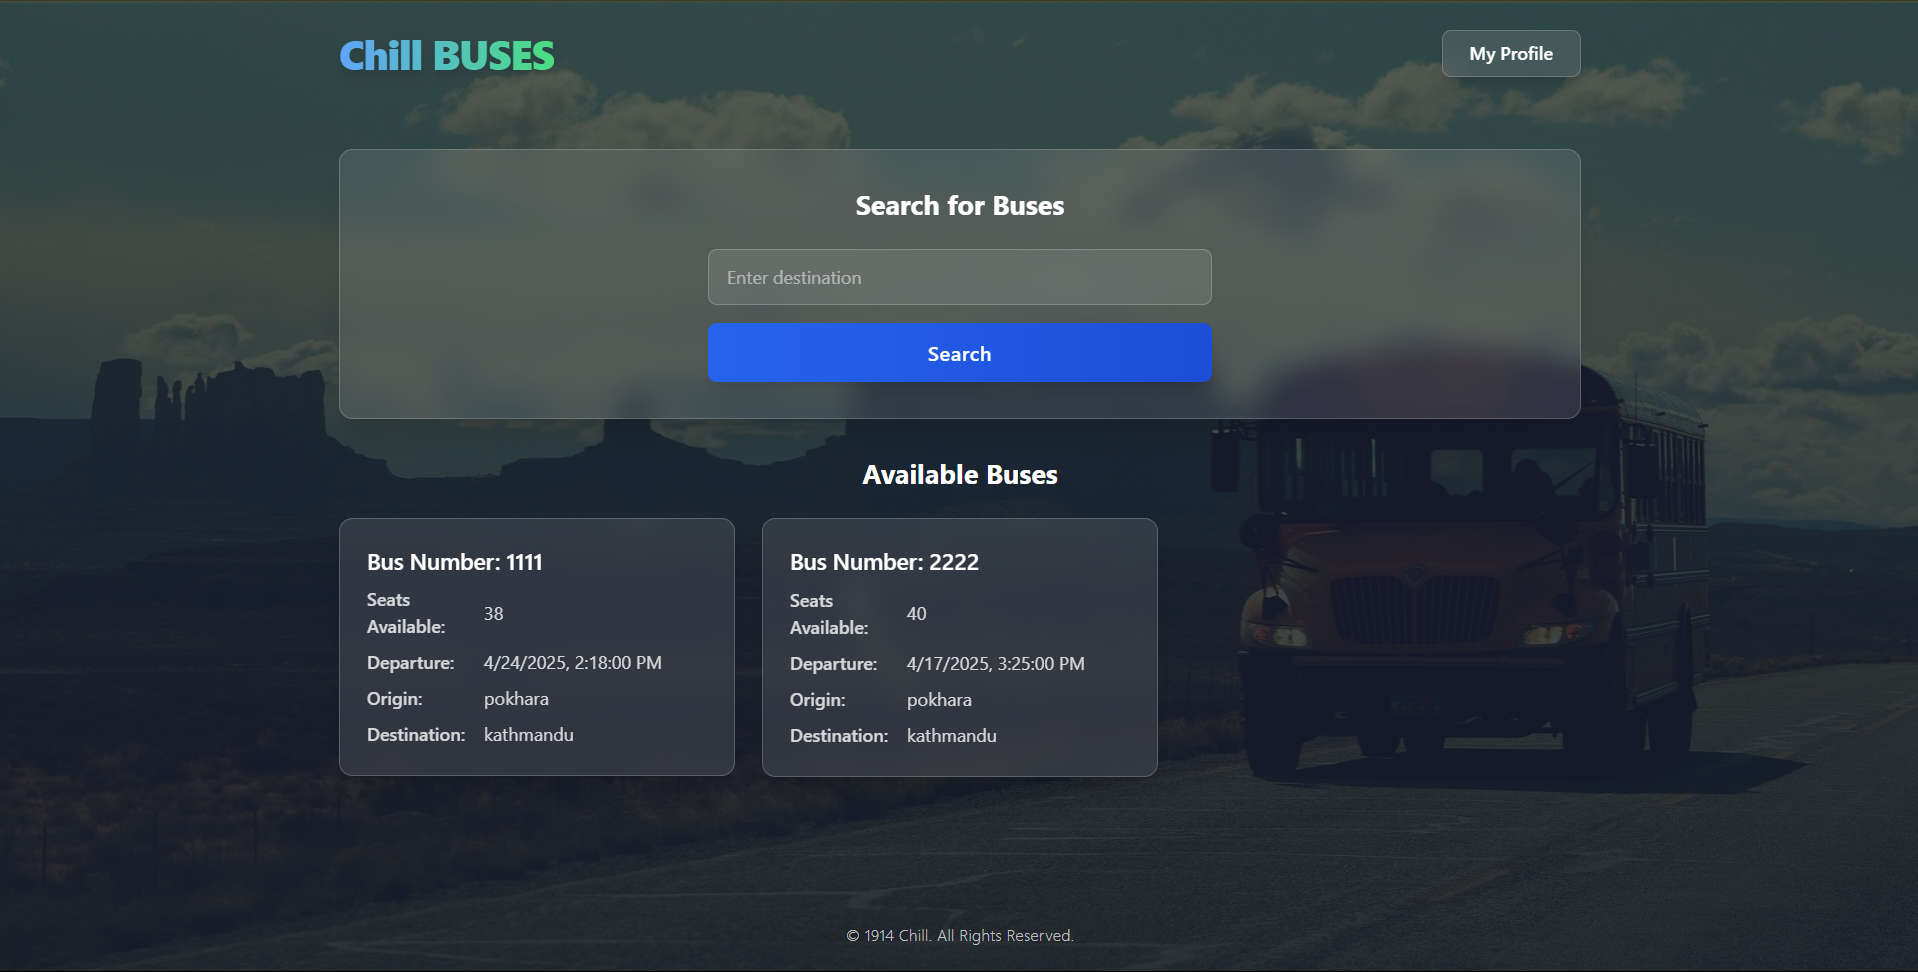 Chill BUSES
My Profile
Search for Buses
Enter destination
Search
Available Buses
Bus Number: 1111
Seats
Available:
38
Departure: 4/24/2025, 2:18:00 PM
Origin: pokhara
Destination: kathmandu
Bus Number: 2222
Seats
Available:
40
Departure: 4/17/2025, 3:25:00 PM
Origin: pokhara
Destination: kathmandu
© 1914 Chill. All Rights Reserved.